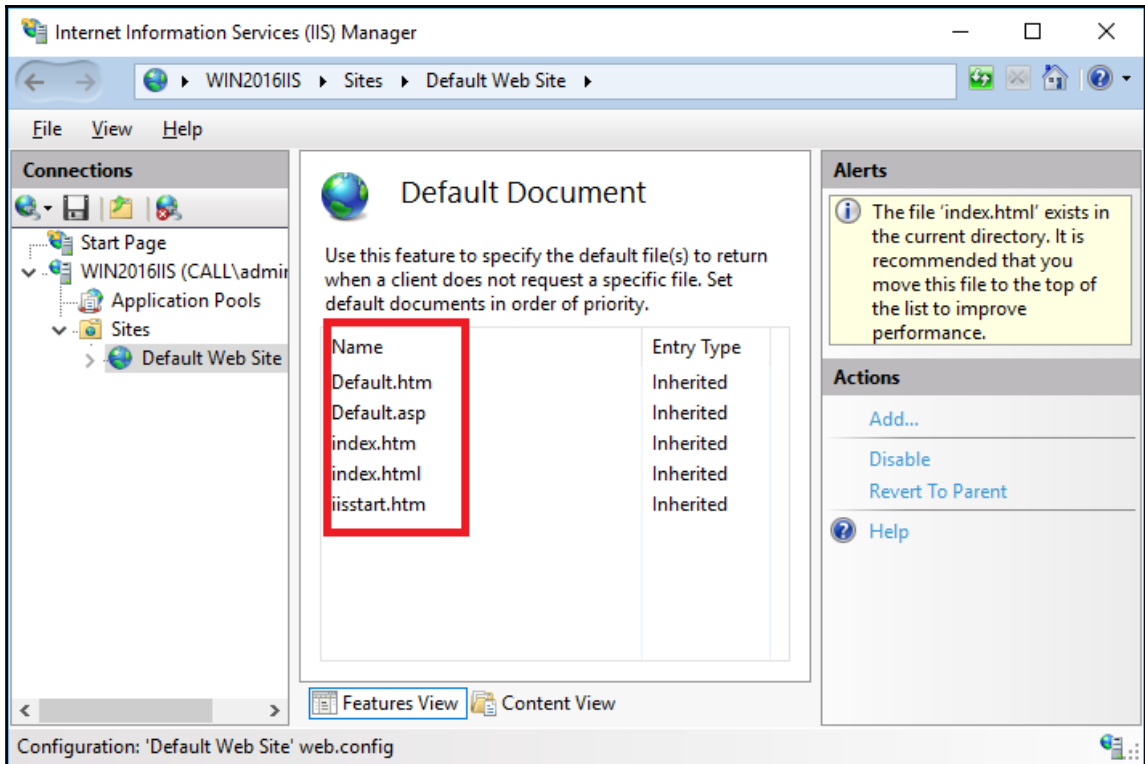 Internet Information Services (IIS) Manager
WIN2016IIS Sites Default Web Site
File View Help
Connections
Start Page
WIN2016IIS (CALL\admir
Application Pools
Sites
Default Web Site
Default Document
Use this feature to specify the default file(s) to return
when a client does not request a specific file. Set
default documents in order of priority.
Name Entry Type
Default.htm Inherited
Default.asp Inherited
index.htm Inherited
index.html Inherited
iisstart.htm Inherited
Features View Content View
Alerts
The file 'index.html' exists in
the current directory. It is
recommended that you
move this file to the top of
the list to improve
performance.
Actions
Add...
Disable
Revert To Parent
Help
Configuration: 'Default Web Site' web.config